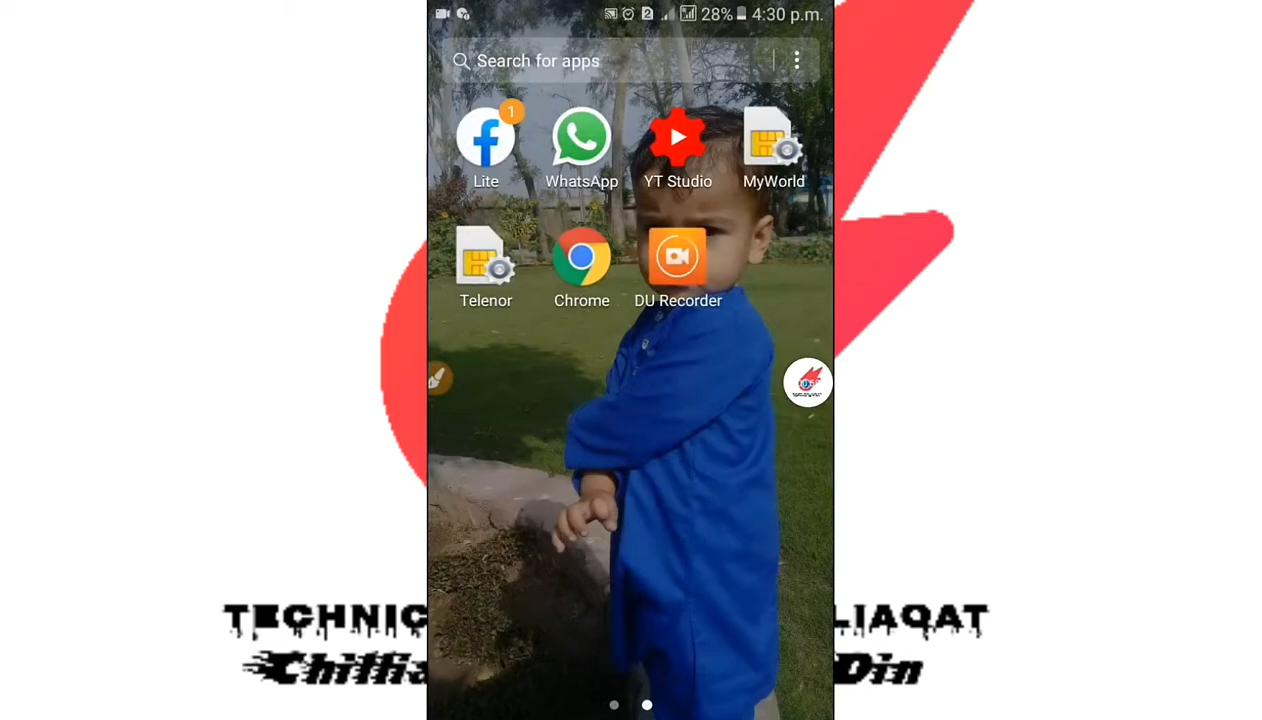 28% 4:30 p.m.
Search for apps
1
Lite
WhatsApp
YT Studio
MyWorld
Telenor
Chrome
DU Recorder
TECHNIC LIAQAT
Chillia Din